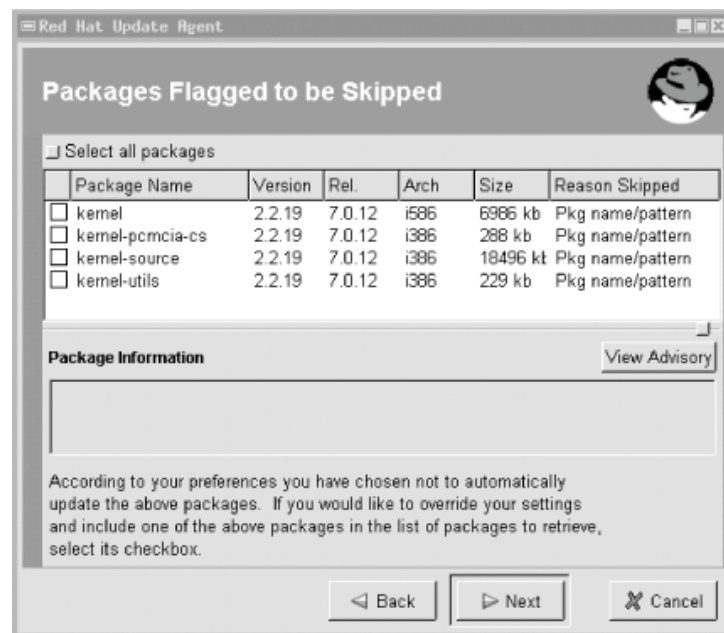 Red Hat Update Agent
Packages Flagged to be Skipped
Select all packages
Package Name Version Rel. Arch Size Reason Skipped
kernel 2.2.19 7.0.12 i586 6986 kb Pkg name/pattern
kernel-pcmcia-cs 2.2.19 7.0.12 i386 288 kb Pkg name/pattern
kernel-source 2.2.19 7.0.12 i386 18496 kb Pkg name/pattern
kernel-utils 2.2.19 7.0.12 i386 229 kb Pkg name/pattern
Package Information View Advisory
According to your preferences you have chosen not to automatically
update the above packages. If you would like to override your settings
and include one of the above packages in the list of packages to retrieve,
select its checkbox.
Back Next Cancel